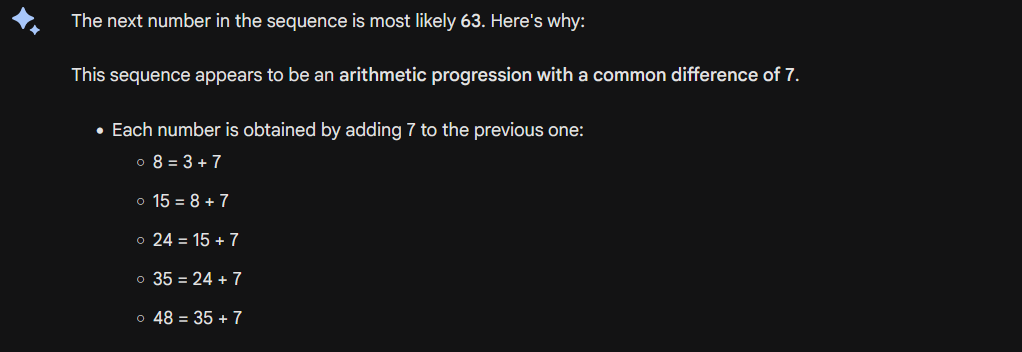 The next number in the sequence is most likely 63. Here's why:
This sequence appears to be an arithmetic progression with a common difference of 7.
• Each number is obtained by adding 7 to the previous one:
○ 8 = 3 + 7
○ 15 = 8 + 7
○ 24 = 15 + 7
○ 35 = 24 + 7
○ 48 = 35 + 7